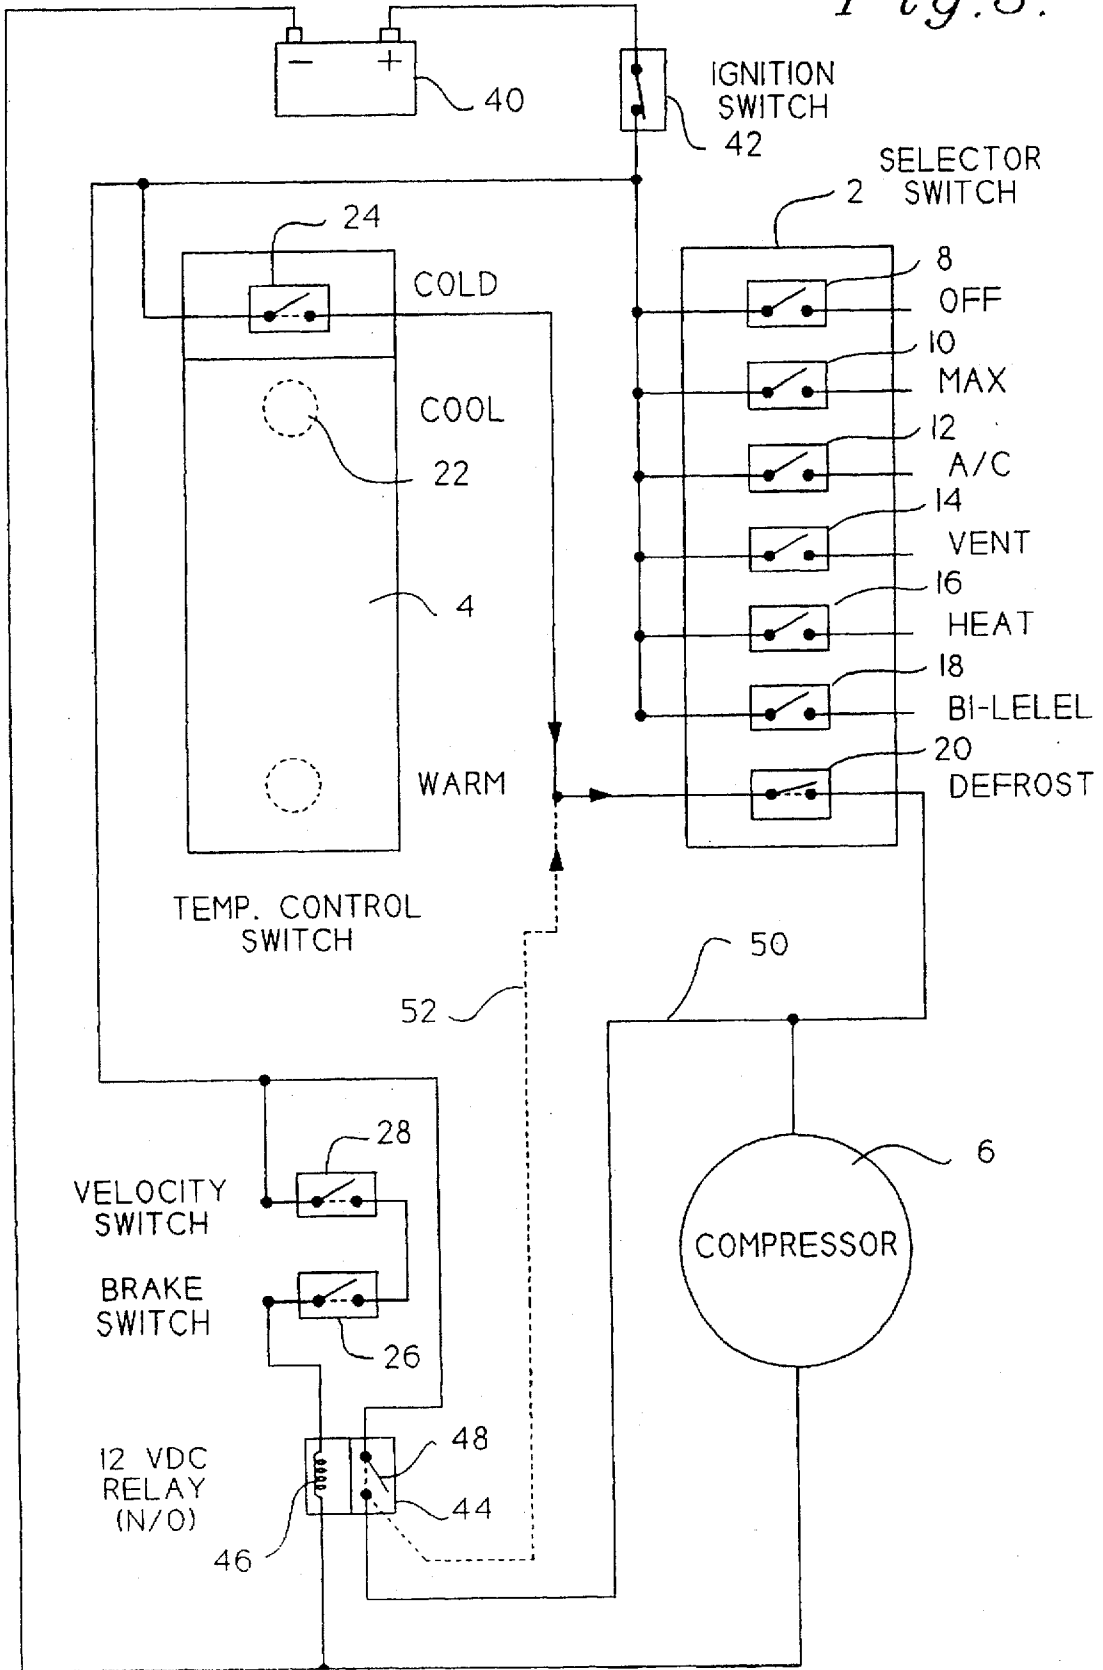 Fig.3.
− +
40
IGNITION
SWITCH
42
SELECTOR
SWITCH
2
24
COLD
8
OFF
10
MAX
COOL
12
A/C
22
14
VENT
4
16
HEAT
18
BI-LELEL
20
WARM
DEFROST
TEMP. CONTROL
SWITCH
50
52
28
VELOCITY
SWITCH
6
COMPRESSOR
BRAKE
SWITCH
26
12 VDC
RELAY
(N/O)
48
44
46